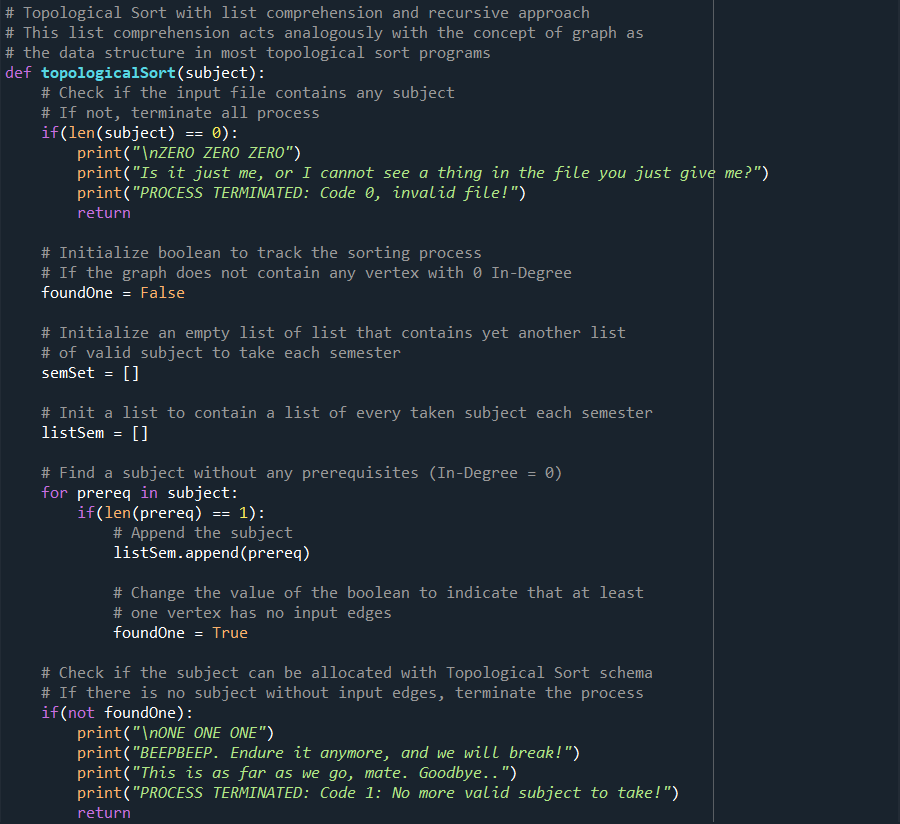 # Topological Sort with list comprehension and recursive approach
# This list comprehension acts analogously with the concept of graph as
# the data structure in most topological sort programs
def topologicalSort(subject):
    # Check if the input file contains any subject
    # If not, terminate all process
    if(len(subject) == 0):
        print("\nZERO ZERO ZERO")
        print("Is it just me, or I cannot see a thing in the file you just give me?")
        print("PROCESS TERMINATED: Code 0, invalid file!")
        return

    # Initialize boolean to track the sorting process
    # If the graph does not contain any vertex with 0 In-Degree
    foundOne = False

    # Initialize an empty list of list that contains yet another list
    # of valid subject to take each semester
    semSet = []

    # Init a list to contain a list of every taken subject each semester
    listSem = []

    # Find a subject without any prerequisites (In-Degree = 0)
    for prereq in subject:
        if(len(prereq) == 1):
            # Append the subject
            listSem.append(prereq)

            # Change the value of the boolean to indicate that at least
            # one vertex has no input edges
            foundOne = True

    # Check if the subject can be allocated with Topological Sort schema
    # If there is no subject without input edges, terminate the process
    if(not foundOne):
        print("\nONE ONE ONE")
        print("BEEPBEEP. Endure it anymore, and we will break!")
        print("This is as far as we go, mate. Goodbye..")
        print("PROCESS TERMINATED: Code 1: No more valid subject to take!")
        return